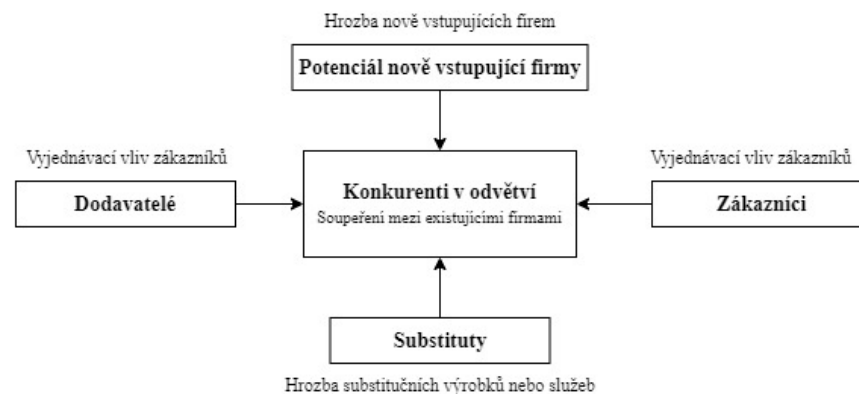 Hrozba nově vstupujících fírem
Potenciál nově vstupující firmy
Vyjednávací vliv zákazníků
Dodavatelé
Konkurenti v odvětví
Soupeření mezi existujícími firmami
Vyjednávací vliv zákazníků
Zákazníci
Substituty
Hrozba substitučních výrobků nebo služeb